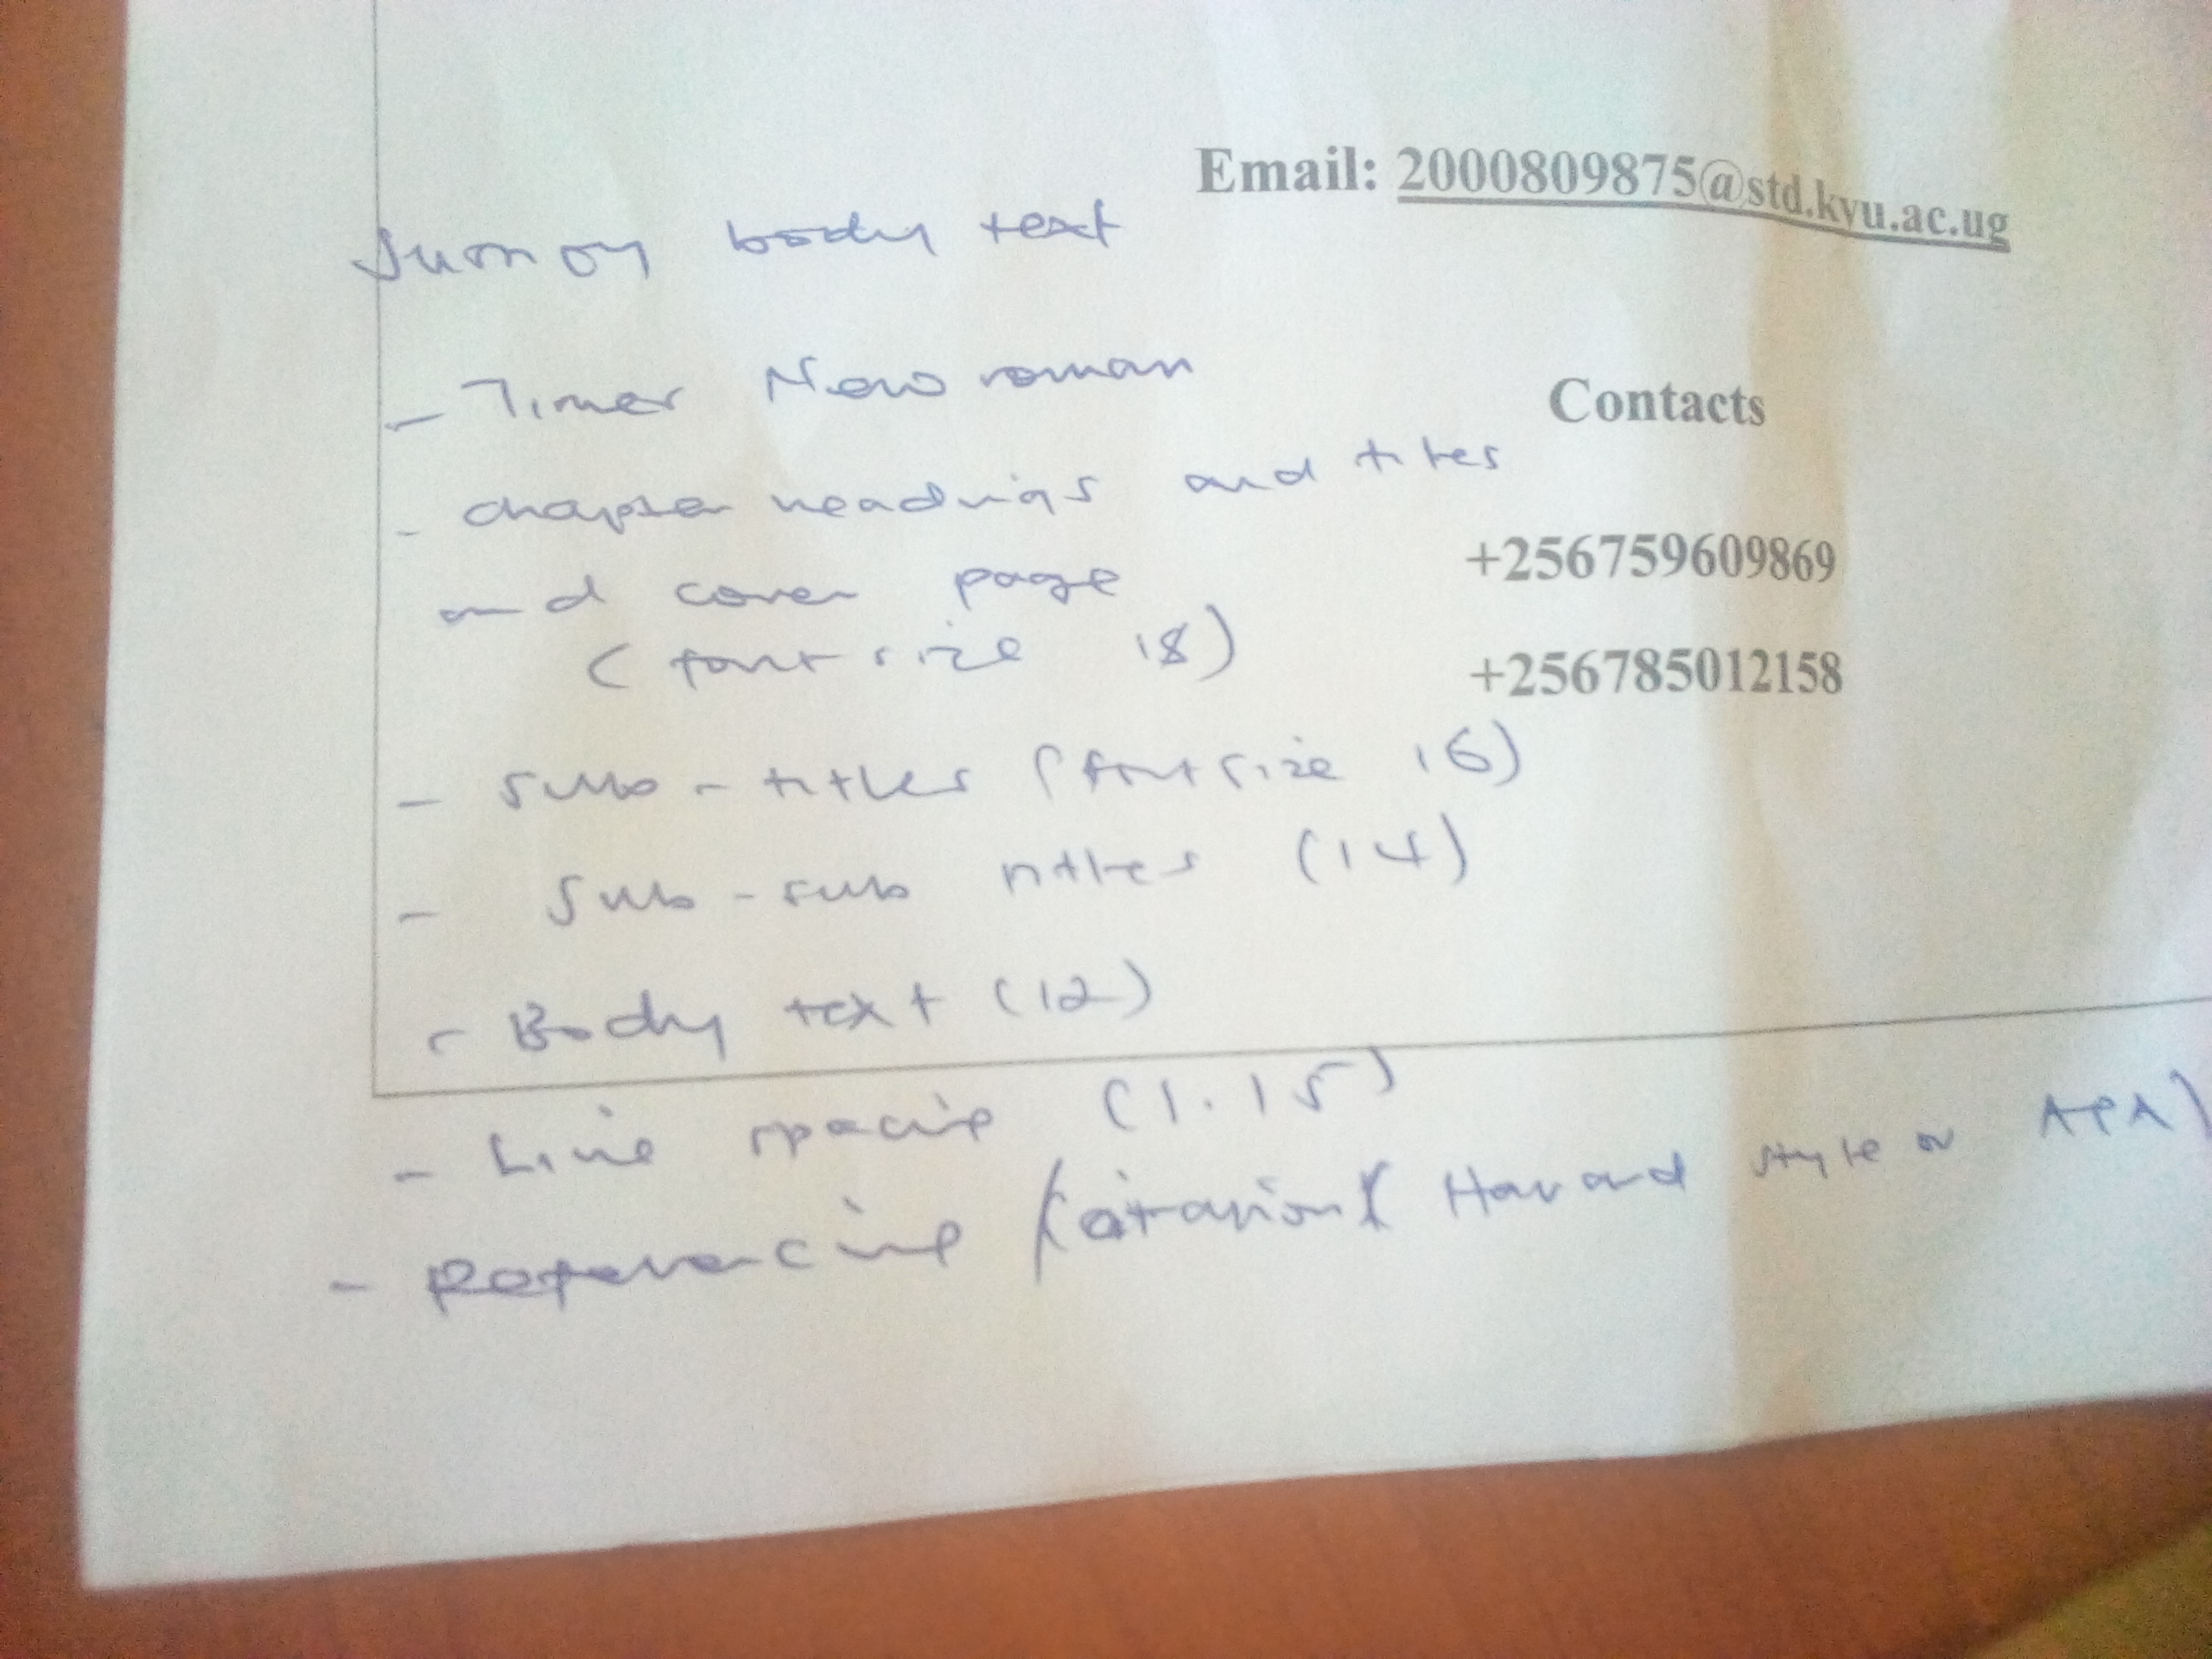 Email: 2000809875@std.kyu.ac.ug
body text
- Times New roman
Contacts
- chapter headings and titles
+256759609869
and cover page
(font size 18)
+256785012158
- Sub-titles (font size 16)
- Sub-sub titles (14)
- Body text (12)
- Line spacing (1.15)
- Referencing /citation ( Havard style or APA)